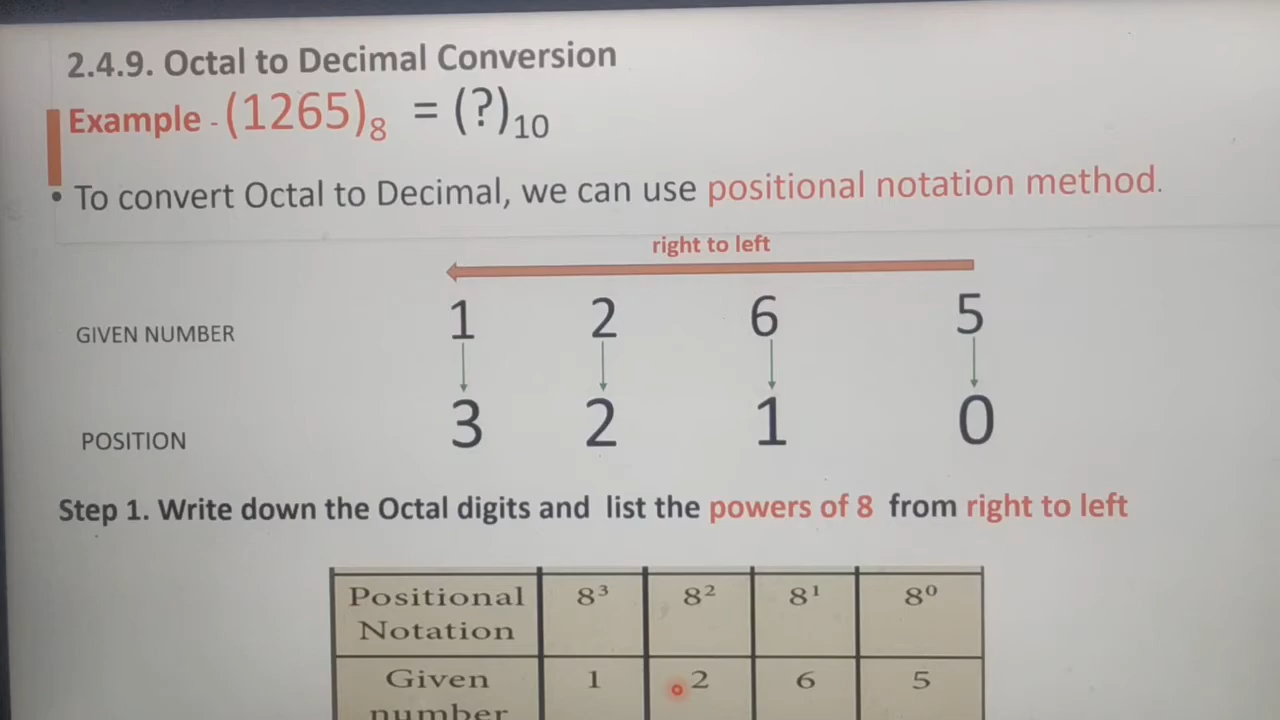 2.4.9. Octal to Decimal Conversion
Example - (1265)₈ = (?)₁₀
• To convert Octal to Decimal, we can use positional notation method.
right to left
GIVEN NUMBER 1 2 6 5
POSITION 3 2 1 0
Step 1. Write down the Octal digits and list the powers of 8 from right to left
Positional Notation 8³ 8² 8¹ 8⁰
Given number 1 2 6 5